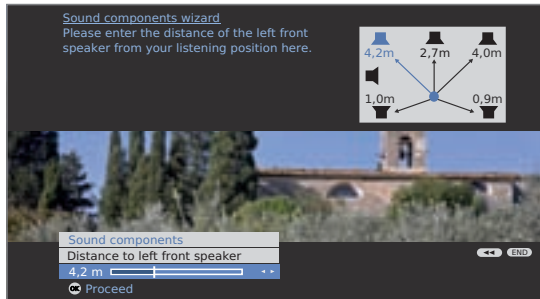 Sound components wizard
Please enter the distance of the left front
speaker from your listening position here.
4,2m 2,7m 4,0m
1,0m 0,9m
Sound components
Distance to left front speaker
4,2 m
END
OK Proceed